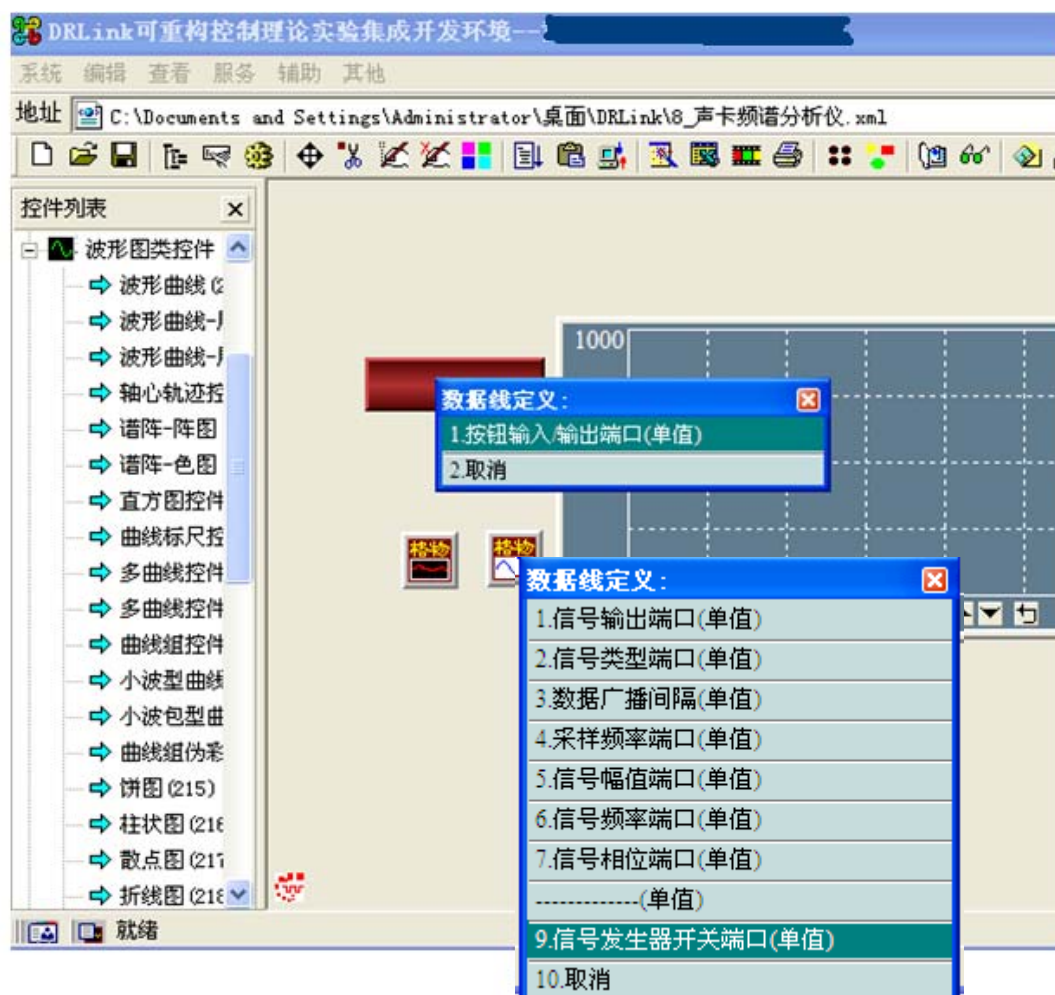 DRLink可重构控制理论实验集成开发环境--
系统 编辑 查看 服务 辅助 其他
地址 C:\Documents and Settings\Administrator\桌面\DRLink\8_声卡频谱分析仪.xml
控件列表
波形图类控件
波形曲线(2
波形曲线-
波形曲线-
轴心轨迹控
谱阵-阵图
谱阵-色图
直方图控件
曲线标尺控
多曲线控件
多曲线控件
曲线组控件
小波型曲线
小波包型曲
曲线组伪彩
饼图(215)
柱状图(216
散点图(217
折线图(218
就绪
1000
数据线定义:
1.按钮输入/输出端口(单值)
2.取消
格物
格物
数据线定义:
1.信号输出端口(单值)
2.信号类型端口(单值)
3.数据广播间隔(单值)
4.采样频率端口(单值)
5.信号幅值端口(单值)
6.信号频率端口(单值)
7.信号相位端口(单值)
-------------(单值)
9.信号发生器开关端口(单值)
10.取消